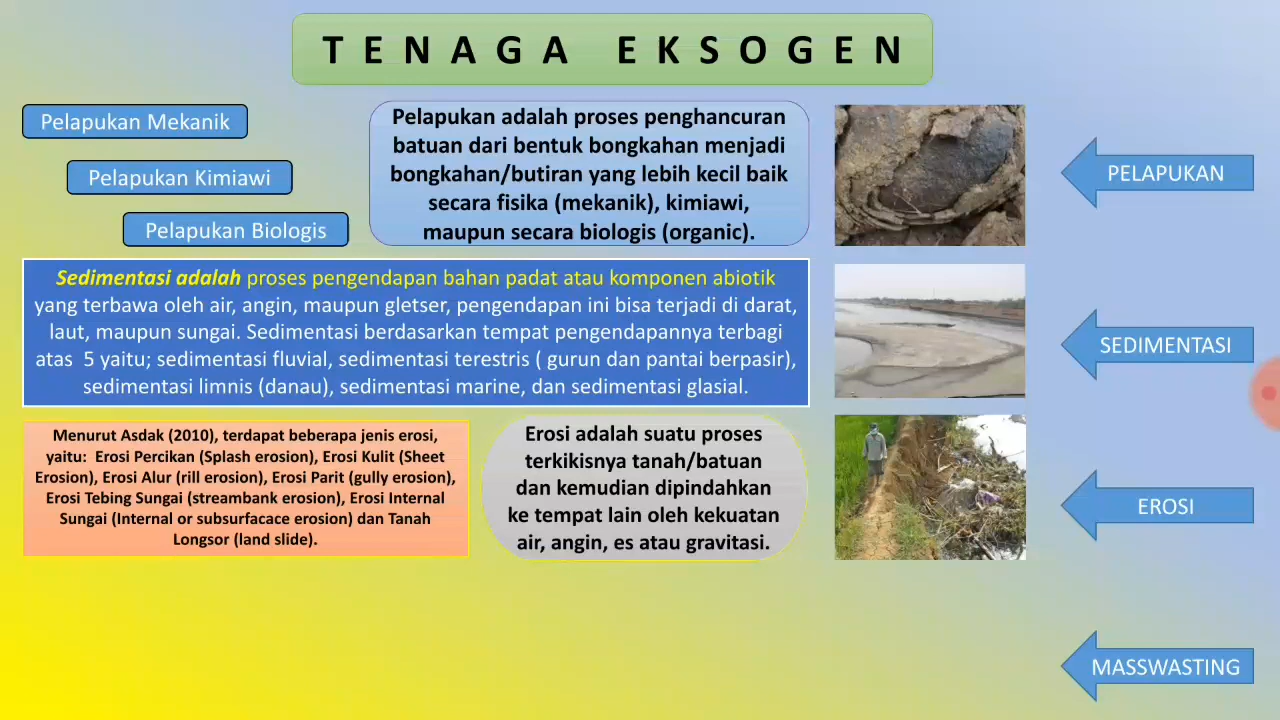 TENAGA EKSOGEN
Pelapukan Mekanik
Pelapukan Kimiawi
Pelapukan Biologis
Pelapukan adalah proses penghancuran
batuan dari bentuk bongkahan menjadi
bongkahan/butiran yang lebih kecil baik
secara fisika (mekanik), kimiawi,
maupun secara biologis (organic).
PELAPUKAN
Sedimentasi adalah proses pengendapan bahan padat atau komponen abiotik
yang terbawa oleh air, angin, maupun gletser, pengendapan ini bisa terjadi di darat,
laut, maupun sungai. Sedimentasi berdasarkan tempat pengendapannya terbagi
atas 5 yaitu; sedimentasi fluvial, sedimentasi terestris ( gurun dan pantai berpasir),
sedimentasi limnis (danau), sedimentasi marine, dan sedimentasi glasial.
SEDIMENTASI
Menurut Asdak (2010), terdapat beberapa jenis erosi,
yaitu: Erosi Percikan (Splash erosion), Erosi Kulit (Sheet
Erosion), Erosi Alur (rill erosion), Erosi Parit (gully erosion),
Erosi Tebing Sungai (streambank erosion), Erosi Internal
Sungai (Internal or subsurfacace erosion) dan Tanah
Longsor (land slide).
Erosi adalah suatu proses
terkikisnya tanah/batuan
dan kemudian dipindahkan
ke tempat lain oleh kekuatan
air, angin, es atau gravitasi.
EROSI
MASSWASTING